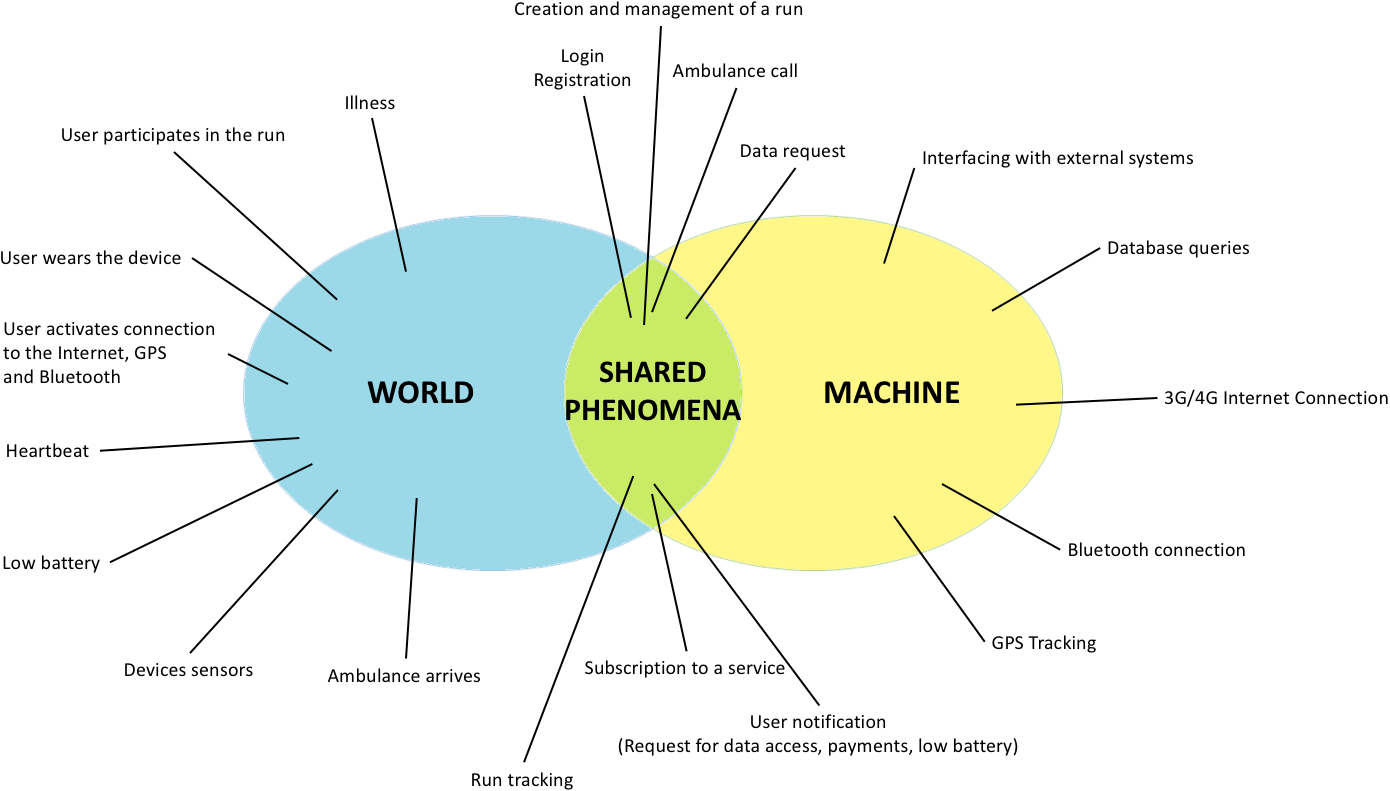 Creation and management of a run
Login
Registration
Ambulance call
Illness
User participates in the run
Data request
Interfacing with external systems
User wears the device
Database queries
User activates connection
to the Internet, GPS
and Bluetooth
WORLD
SHARED
PHENOMENA
MACHINE
3G/4G Internet Connection
Heartbeat
Low battery
Bluetooth connection
GPS Tracking
Devices sensors
Ambulance arrives
Subscription to a service
User notification
(Request for data access, payments, low battery)
Run tracking